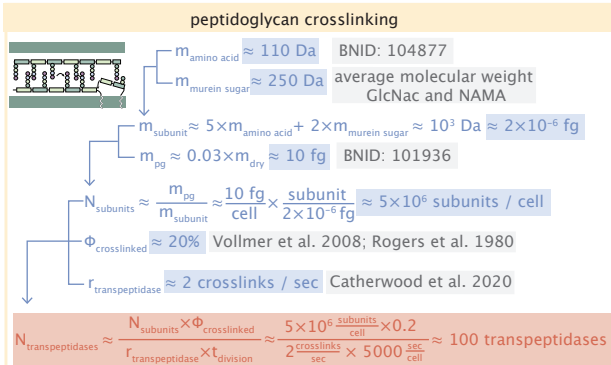 peptidoglycan crosslinking
m_amino acid ≈ 110 Da BNID: 104877
m_murein sugar ≈ 250 Da average molecular weight GlcNac and NAMA
m_subunit ≈ 5×m_amino acid + 2×m_murein sugar ≈ 10³ Da ≈ 2×10⁻⁶ fg
m_pg ≈ 0.03×m_dry ≈ 10 fg BNID: 101936
N_subunits ≈ m_pg / m_subunit ≈ 10 fg / cell × subunit / 2×10⁻⁶ fg ≈ 5×10⁶ subunits / cell
Φ_crosslinked ≈ 20% Vollmer et al. 2008; Rogers et al. 1980
r_transpeptidase ≈ 2 crosslinks / sec Catherwood et al. 2020
N_transpeptidases ≈ N_subunits×Φ_crosslinked / r_transpeptidase×t_division ≈ 5×10⁶ subunits/cell ×0.2 / 2 crosslinks/sec × 5000 sec/cell ≈ 100 transpeptidases